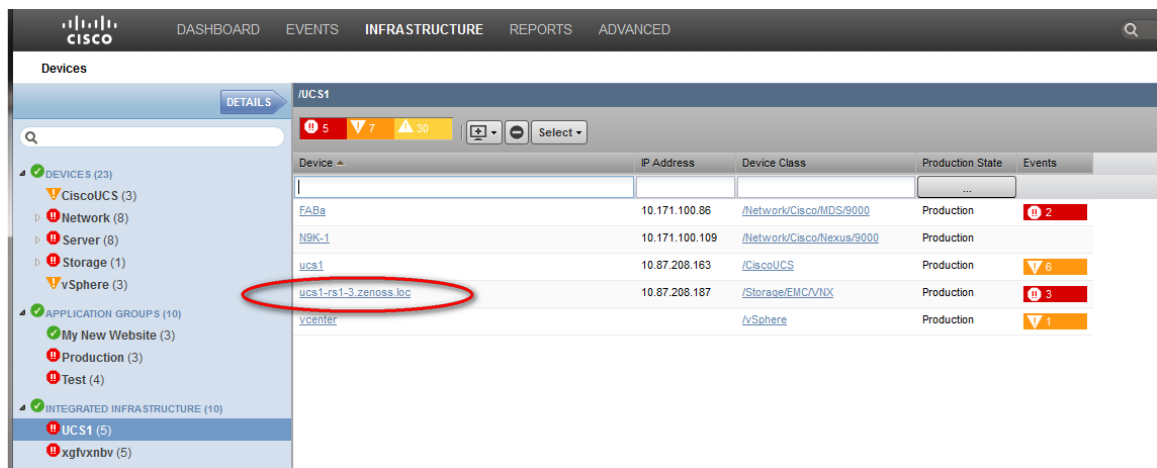 CISCO DASHBOARD EVENTS INFRASTRUCTURE REPORTS ADVANCED
Devices
DETAILS
/UCS1
5 7 30 Select
Device IP Address Device Class Production State Events
...
DEVICES (23)
CiscoUCS (3)
Network (8)
Server (8)
Storage (1)
vSphere (3)
APPLICATION GROUPS (10)
My New Website (3)
Production (3)
Test (4)
INTEGRATED INFRASTRUCTURE (10)
UCS1 (5)
xgfvxnbv (5)
FABa 10.171.100.86 /Network/Cisco/MDS/9000 Production 2
N9K-1 10.171.100.109 /Network/Cisco/Nexus/9000 Production
ucs1 10.87.208.163 /CiscoUCS Production 6
ucs1-rs1-3.zenoss.loc 10.87.208.187 /Storage/EMC/VNX Production 3
vcenter /vSphere Production 1